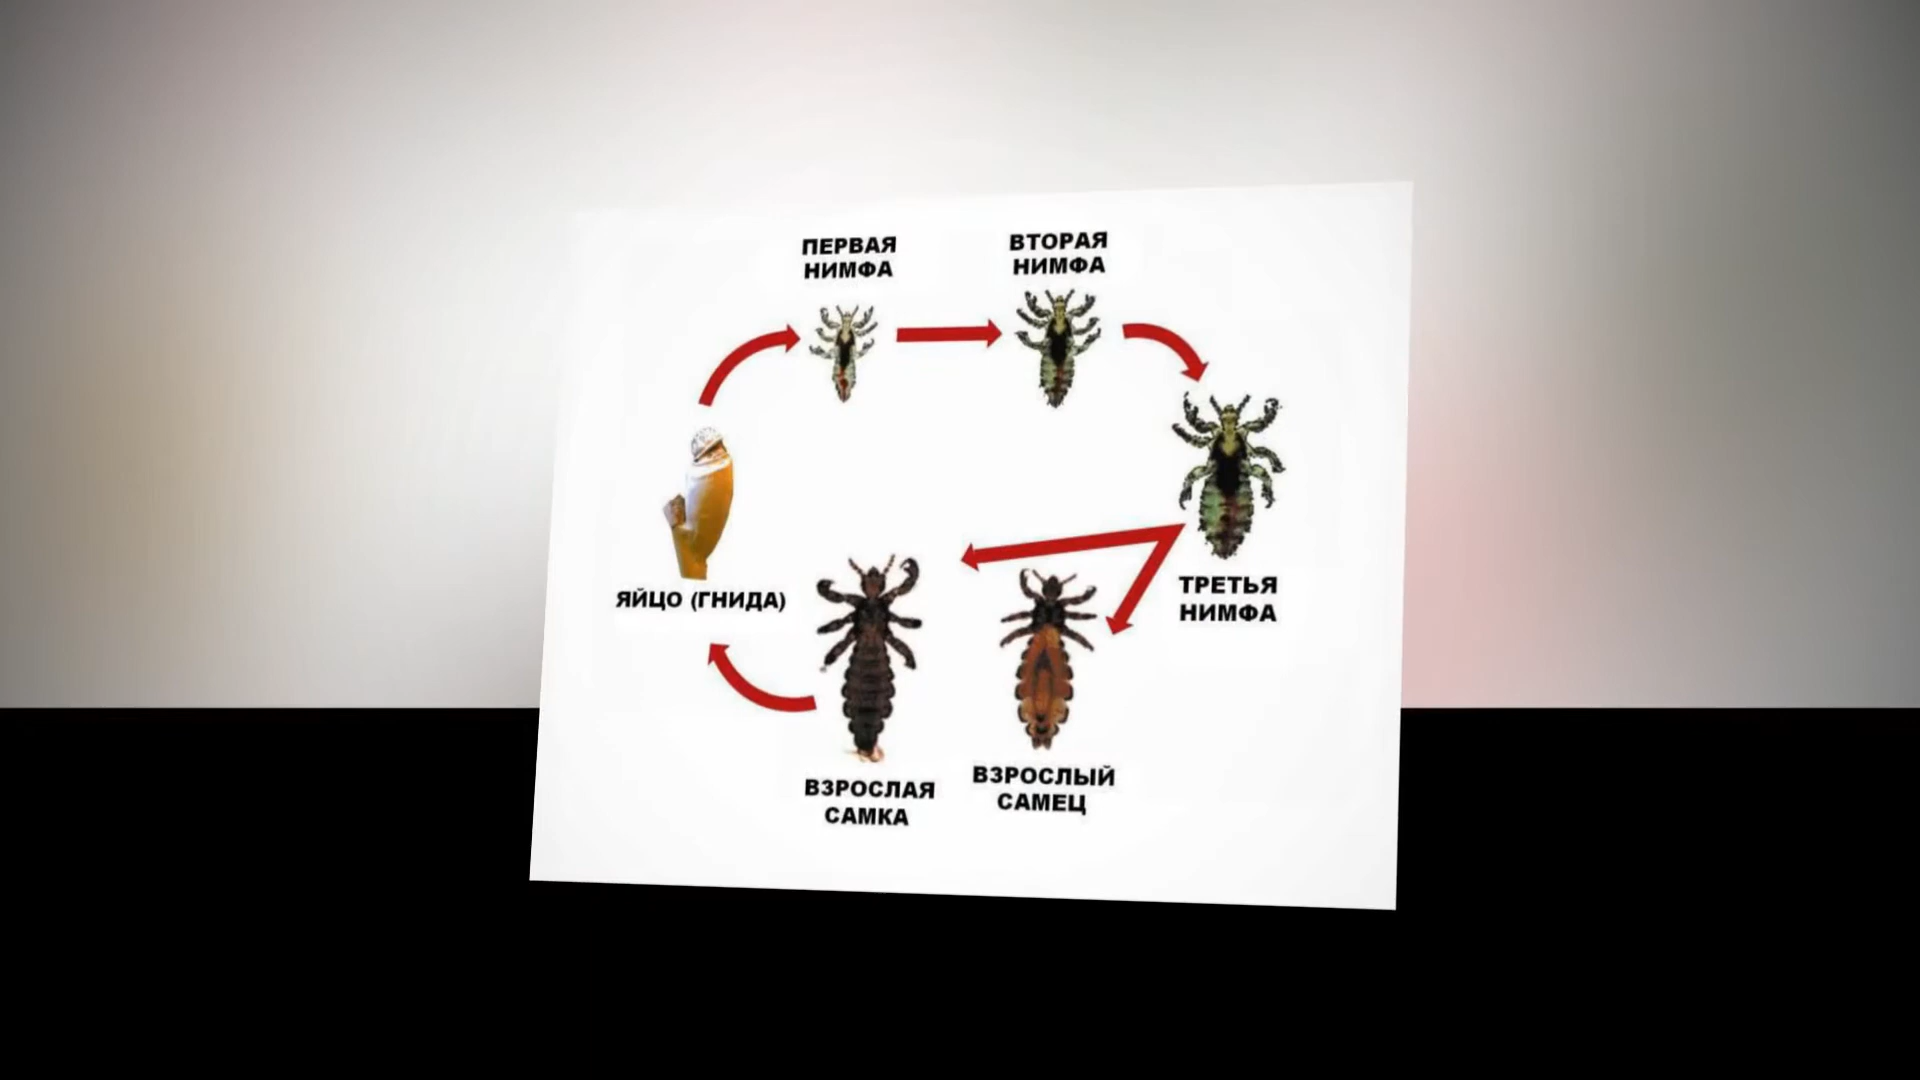 ПЕРВАЯ
НИМФА
ВТОРАЯ
НИМФА
ТРЕТЬЯ
НИМФА
ЯЙЦО (ГНИДА)
ВЗРОСЛАЯ
САМКА
ВЗРОСЛЫЙ
САМЕЦ